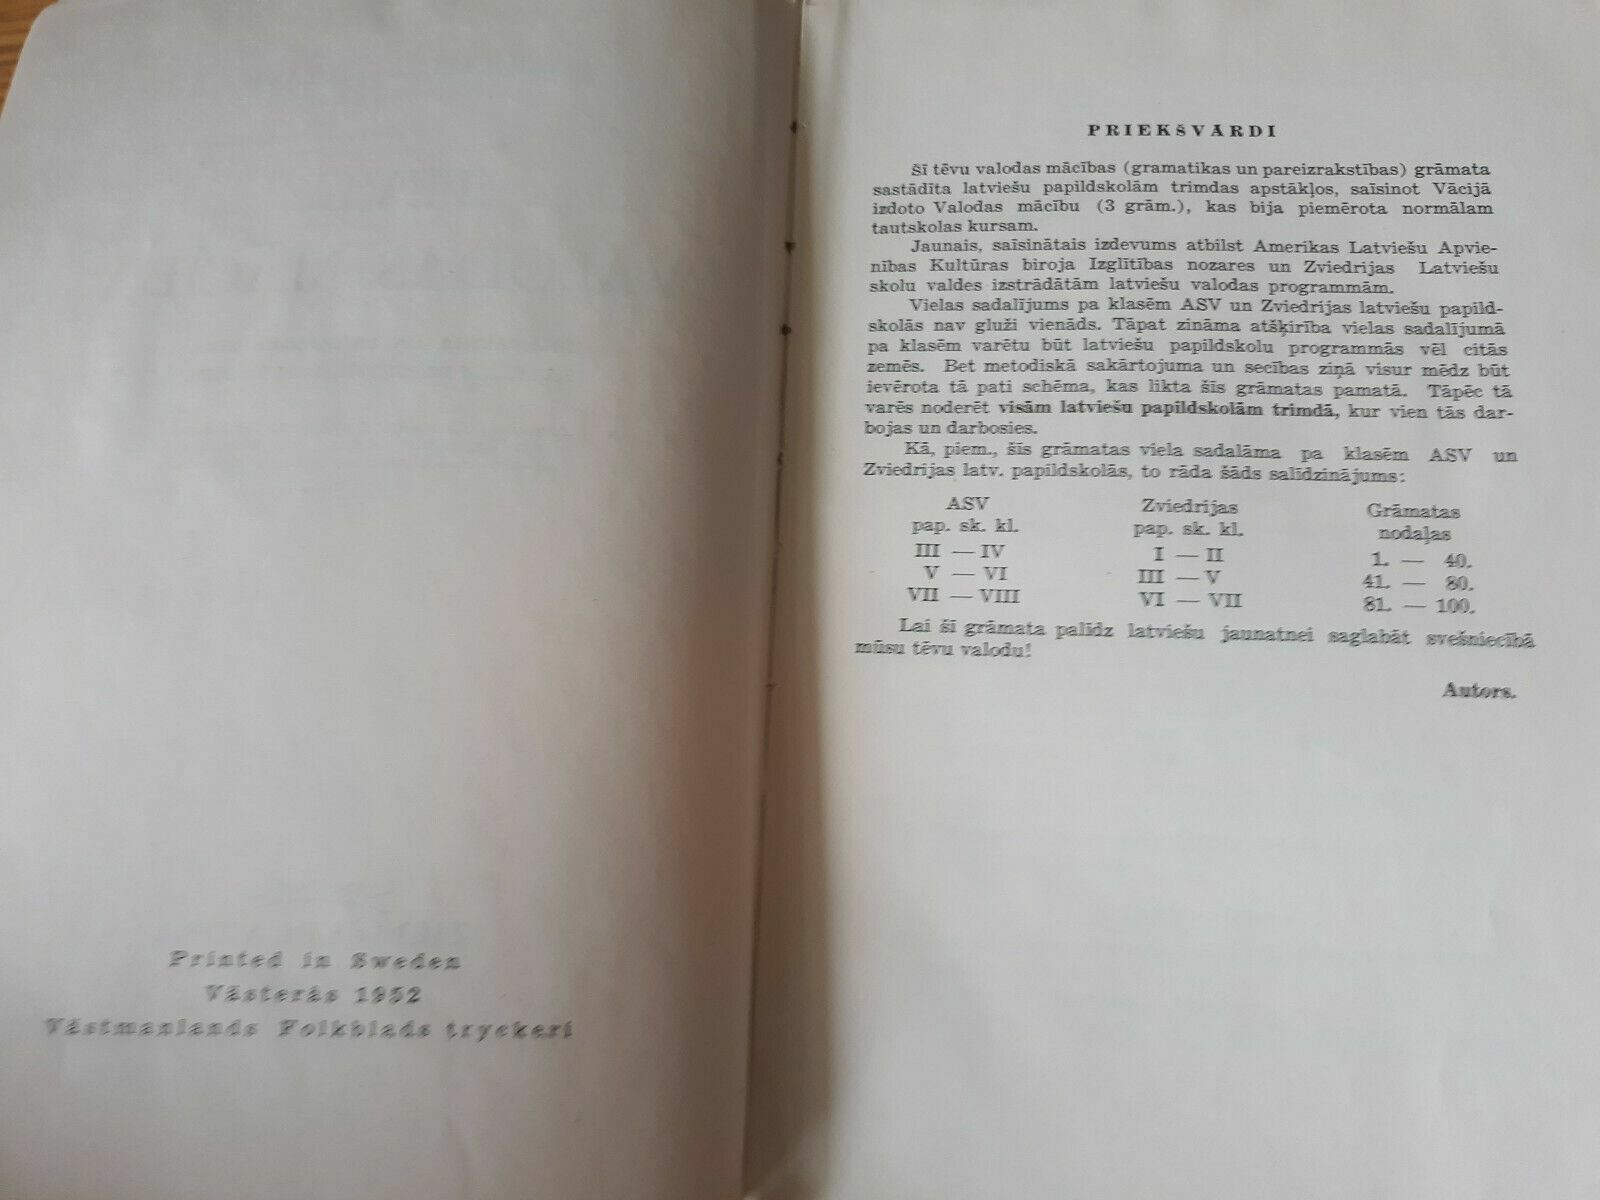 Printed in Sweden
Västerås 1952
Västmanlands Folkblads tryckeri
PRIEKŠVĀRDI
Šī tēvu valodas mācības (gramatikas un pareizrakstības) grāmata
sastādīta latviešu papildskolām trimdas apstākļos, saīsinot Vācijā
izdoto Valodas mācību (3 grām.), kas bija piemērota normālam
tautskolas kursam.
Jaunais, saīsinātais izdevums atbilst Amerikas Latviešu Apvie-
nības Kultūras biroja Izglītības nozares un Zviedrijas Latviešu
skolu valdes izstrādātām latviešu valodas programmām.
Vielas sadalījums pa klasēm ASV un Zviedrijas latviešu papild-
skolās nav gluži vienāds. Tāpat zināma atšķirība vielas sadalījumā
pa klasēm varētu būt latviešu papildskolu programmās vēl citās
zemēs. Bet metodiskā sakārtojuma un secības ziņā visur mēdz būt
ievērota tā pati schēma, kas likta šīs grāmatas pamatā. Tāpēc tā
varēs noderēt visām latviešu papildskolām trimdā, kur vien tās dar-
bojas un darbosies.
Kā, piem., šīs grāmatas viela sadalāma pa klasēm ASV un
Zviedrijas latv. papildskolās, to rāda šāds salīdzinājums:
ASV Zviedrijas Grāmatas
pap. sk. kl. pap. sk. kl. nodaļas
III — IV I — II 1. — 40.
V — VI III — V 41. — 80.
VII — VIII VI — VII 81. — 100.
Lai šī grāmata palīdz latviešu jaunatnei saglabāt svešniecībā
mūsu tēvu valodu!
Autors.